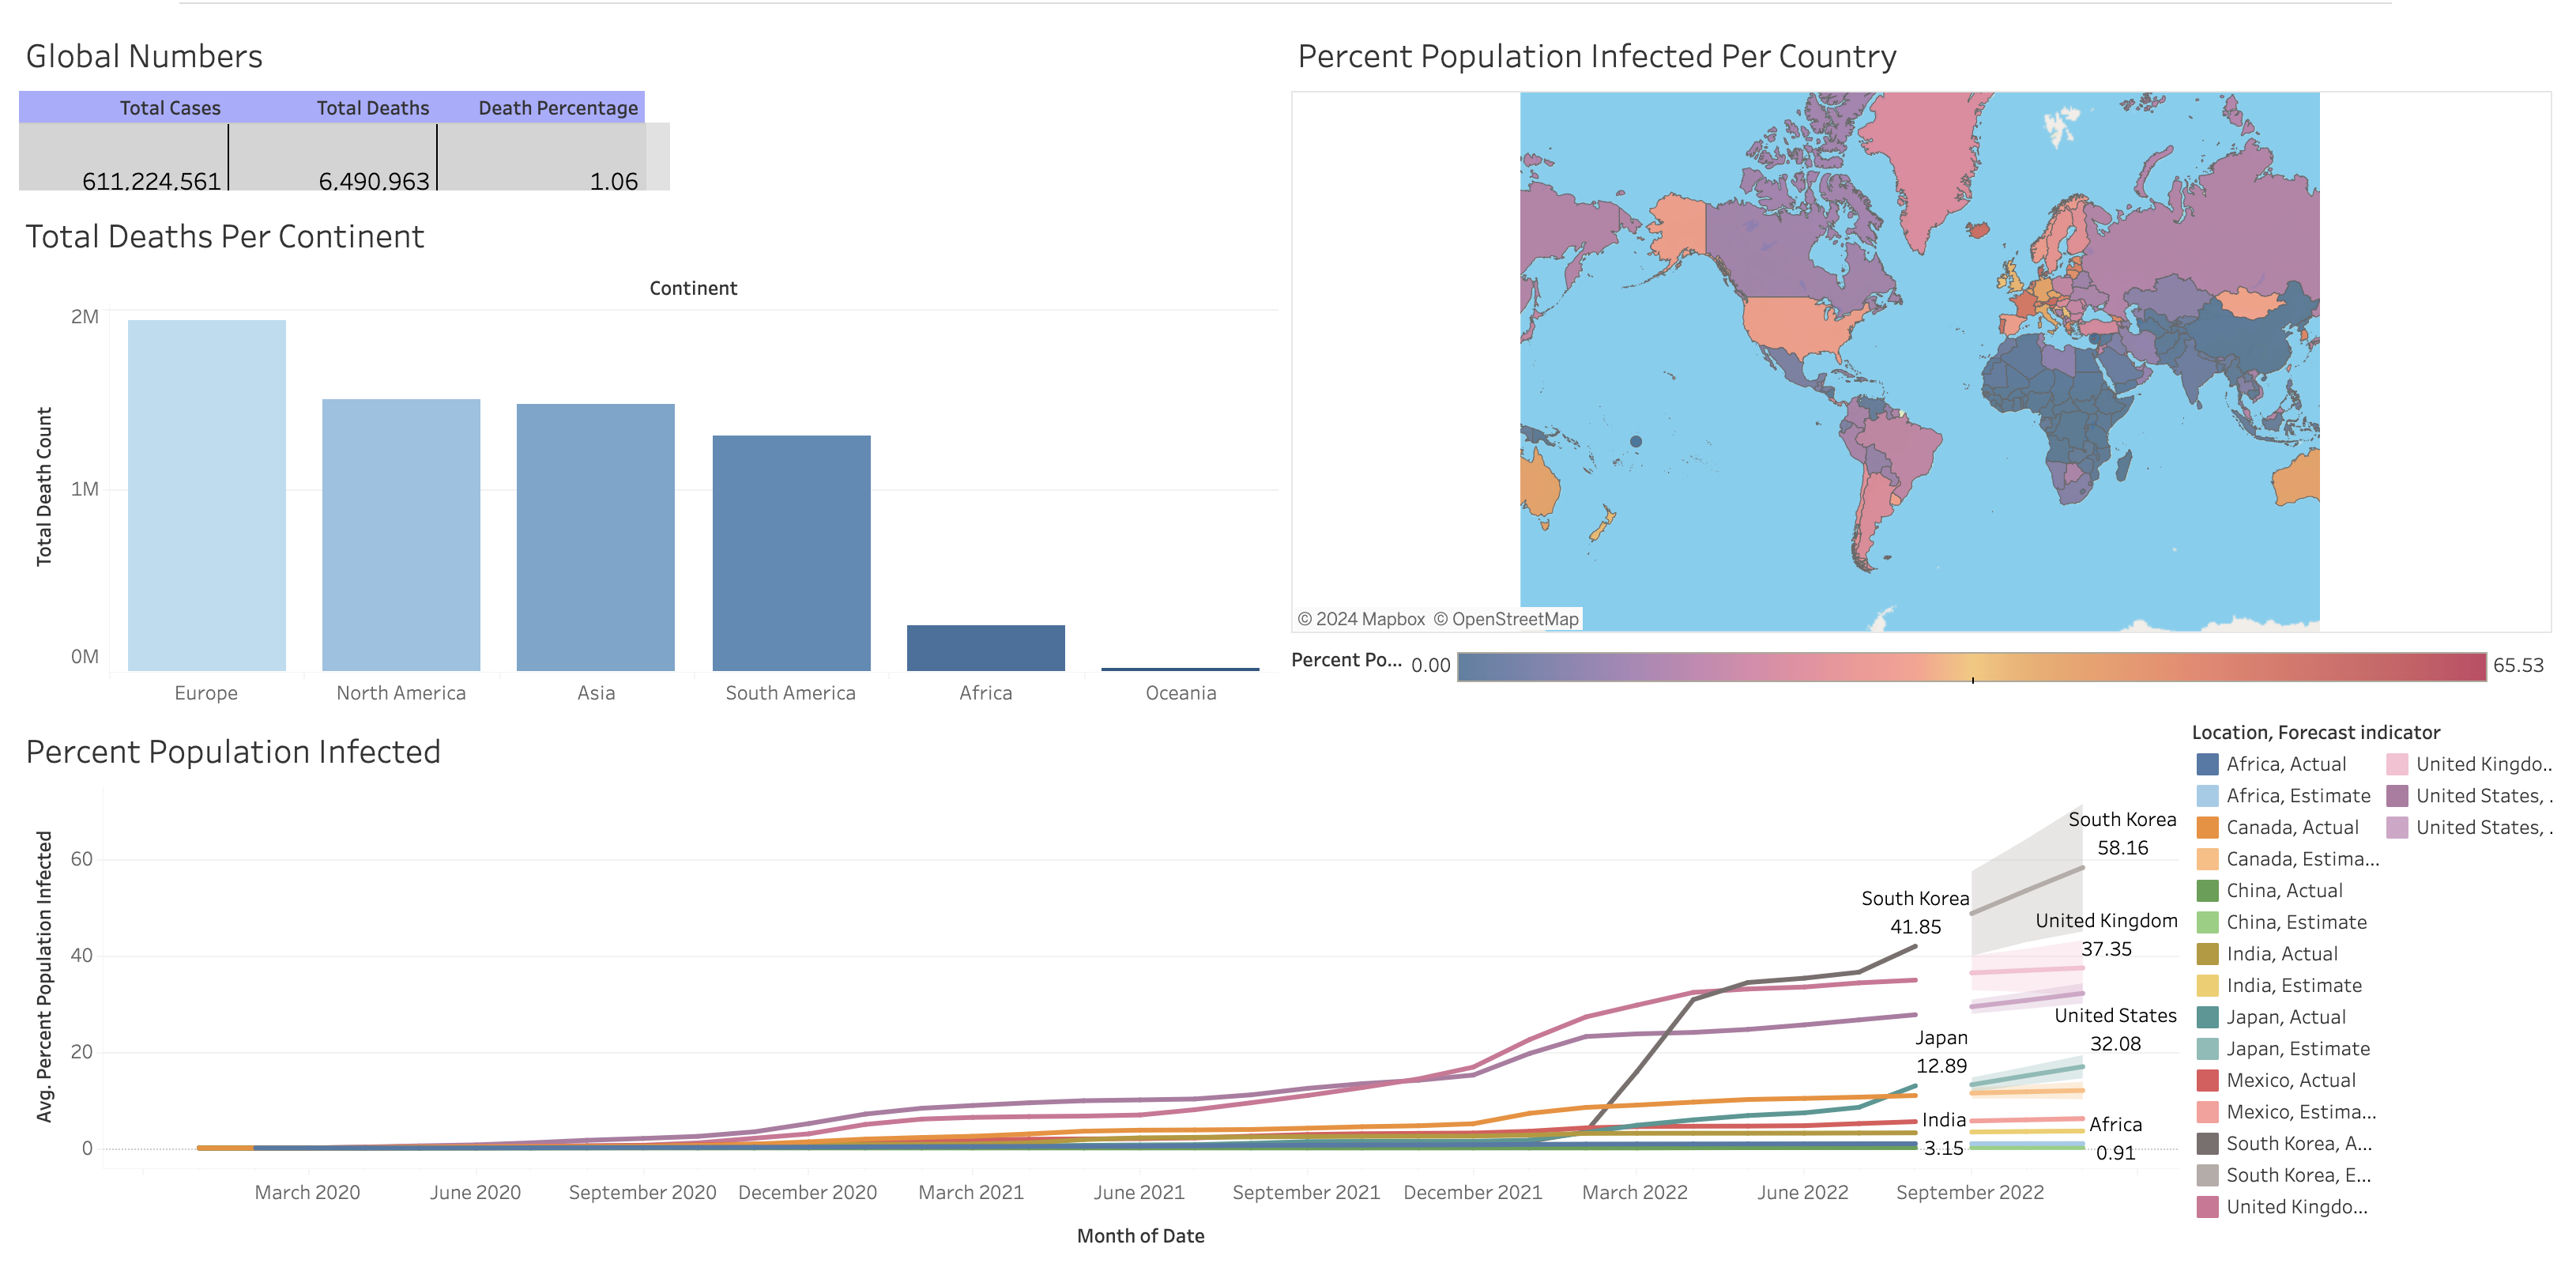 Global Numbers
Total Cases Total Deaths Death Percentage
611,224,561 6,490,963 1.06
Total Deaths Per Continent
Continent
Total Death Count
2M
1M
0M
Europe North America Asia South America Africa Oceania
Percent Population Infected Per Country
© 2024 Mapbox © OpenStreetMap
Percent Po... 0.00 65.53
Percent Population Infected
Avg. Percent Population Infected
60
40
20
0
South Korea
58.16
South Korea
41.85
United Kingdom
37.35
United States
32.08
Japan
12.89
India
3.15
Africa
0.91
March 2020 June 2020 September 2020 December 2020 March 2021 June 2021 September 2021 December 2021 March 2022 June 2022 September 2022
Month of Date
Location, Forecast indicator
Africa, Actual
Africa, Estimate
Canada, Actual
Canada, Estima...
China, Actual
China, Estimate
India, Actual
India, Estimate
Japan, Actual
Japan, Estimate
Mexico, Actual
Mexico, Estima...
South Korea, A...
South Korea, E...
United Kingdo...
United Kingdo..
United States, .
United States, .